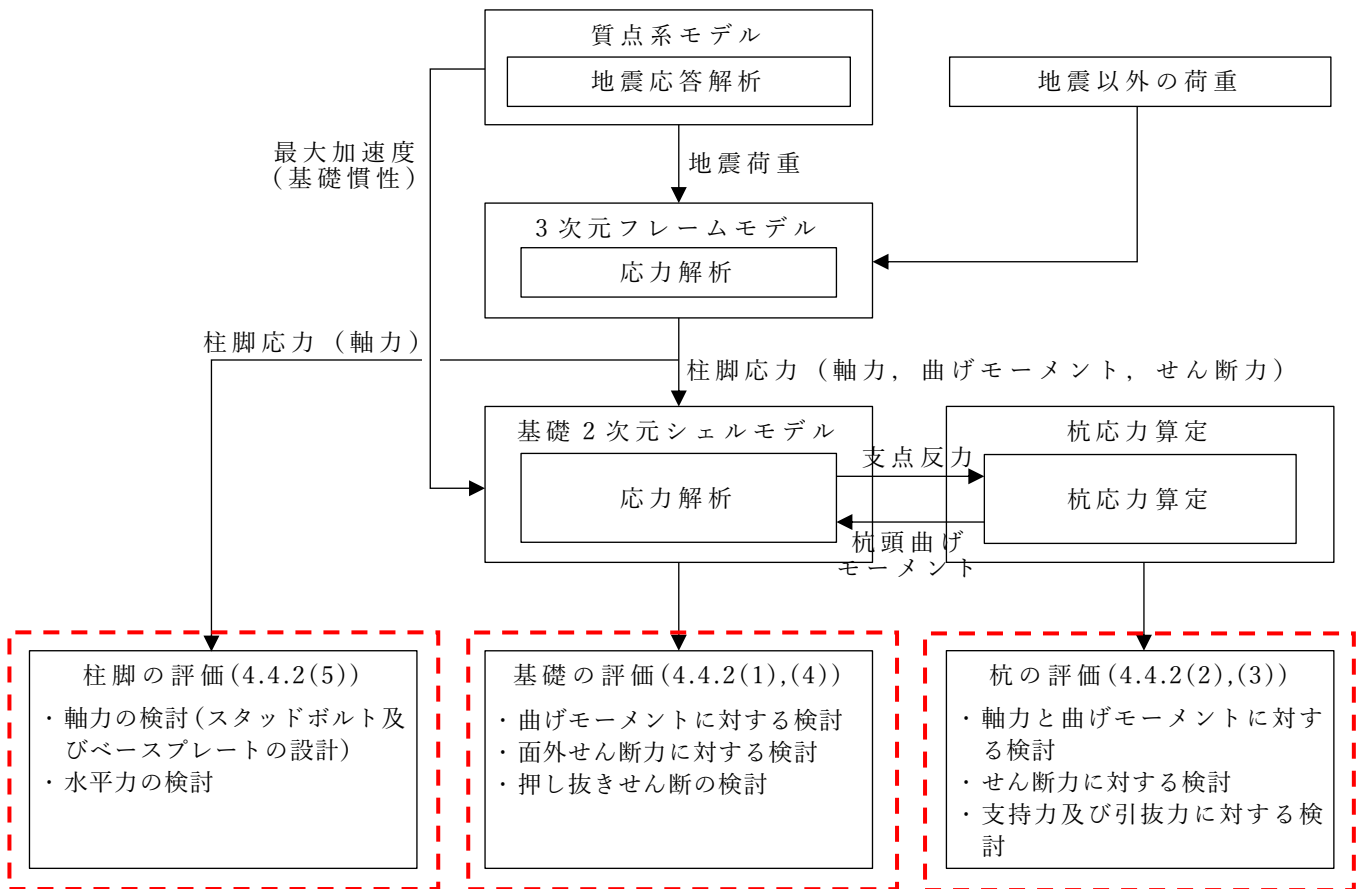 質点系モデル
地震応答解析
地震以外の荷重
最大加速度
(基礎慣性)
地震荷重
3次元フレームモデル
応力解析
柱脚応力(軸力)
柱脚応力(軸力，曲げモーメント，せん断力)
基礎2次元シェルモデル
応力解析
支点反力
杭頭曲げ
モーメント
杭応力算定
杭応力算定
柱脚の評価(4.4.2(5))
・軸力の検討(スタッドボルト及
びベースプレートの設計)
・水平力の検討
基礎の評価(4.4.2(1),(4))
・曲げモーメントに対する検討
・面外せん断力に対する検討
・押し抜きせん断の検討
杭の評価(4.4.2(2),(3))
・軸力と曲げモーメントに対す
る検討
・せん断力に対する検討
・支持力及び引抜力に対する検
討